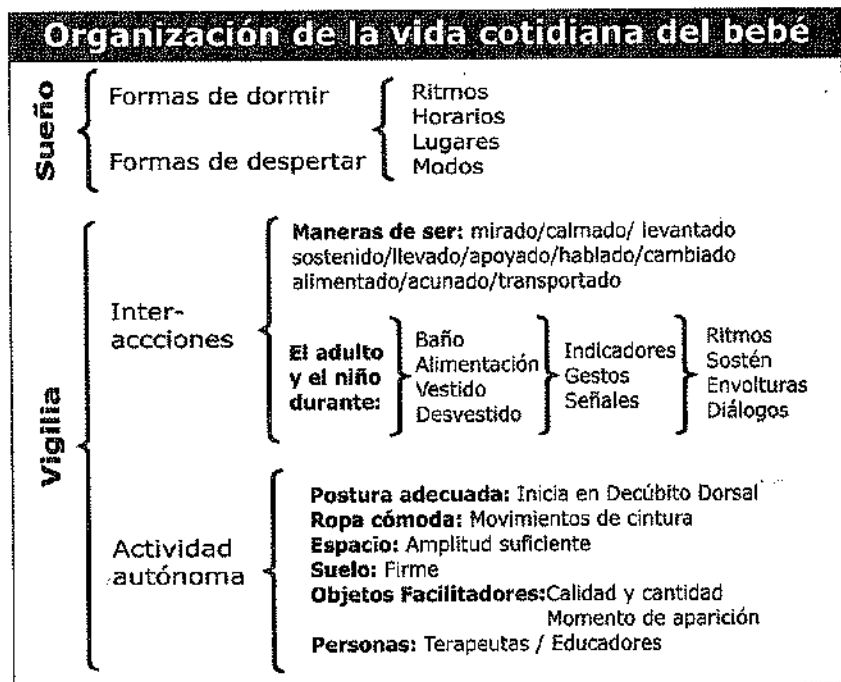 Organización de la vida cotidiana del bebé
Sueño
Formas de dormir
Formas de despertar
Ritmos
Horarios
Lugares
Modos
Vigilia
Inter-
accciones
Maneras de ser: mirado/calmado/ levantado
sostenido/llevado/apoyado/hablado/cambiado
alimentado/acunado/transportado
El adulto
y el niño
durante:
Baño
Alimentación
Vestido
Desvestido
Indicadores
Gestos
Señales
Ritmos
Sostén
Envolturas
Diálogos
Actividad
autónoma
Postura adecuada: Inicia en Decúbito Dorsal
Ropa cómoda: Movimientos de cintura
Espacio: Amplitud suficiente
Suelo: Firme
Objetos Facilitadores:Calidad y cantidad
Momento de aparición
Personas: Terapeutas / Educadores